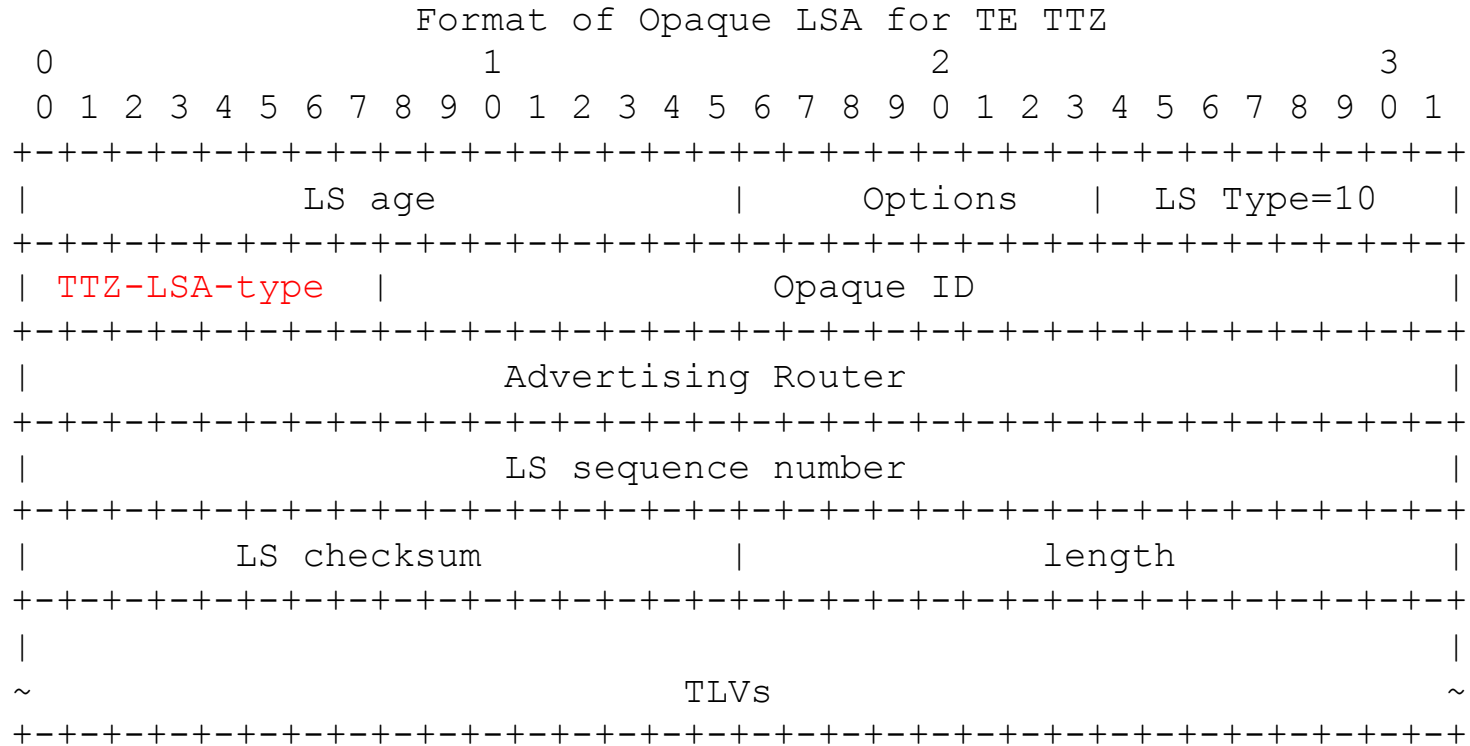 Format of Opaque LSA for TE TTZ
 0                   1                   2                   3
 0 1 2 3 4 5 6 7 8 9 0 1 2 3 4 5 6 7 8 9 0 1 2 3 4 5 6 7 8 9 0 1
+-+-+-+-+-+-+-+-+-+-+-+-+-+-+-+-+-+-+-+-+-+-+-+-+-+-+-+-+-+-+-+-+
|            LS age             |     Options   |  LS Type=10   |
+-+-+-+-+-+-+-+-+-+-+-+-+-+-+-+-+-+-+-+-+-+-+-+-+-+-+-+-+-+-+-+-+
| TTZ-LSA-type  |                 Opaque ID                     |
+-+-+-+-+-+-+-+-+-+-+-+-+-+-+-+-+-+-+-+-+-+-+-+-+-+-+-+-+-+-+-+-+
|                     Advertising Router                        |
+-+-+-+-+-+-+-+-+-+-+-+-+-+-+-+-+-+-+-+-+-+-+-+-+-+-+-+-+-+-+-+-+
|                     LS sequence number                        |
+-+-+-+-+-+-+-+-+-+-+-+-+-+-+-+-+-+-+-+-+-+-+-+-+-+-+-+-+-+-+-+-+
|         LS checksum           |             length            |
+-+-+-+-+-+-+-+-+-+-+-+-+-+-+-+-+-+-+-+-+-+-+-+-+-+-+-+-+-+-+-+-+
|                                                               |
~                             TLVs                              ~
+-+-+-+-+-+-+-+-+-+-+-+-+-+-+-+-+-+-+-+-+-+-+-+-+-+-+-+-+-+-+-+-+